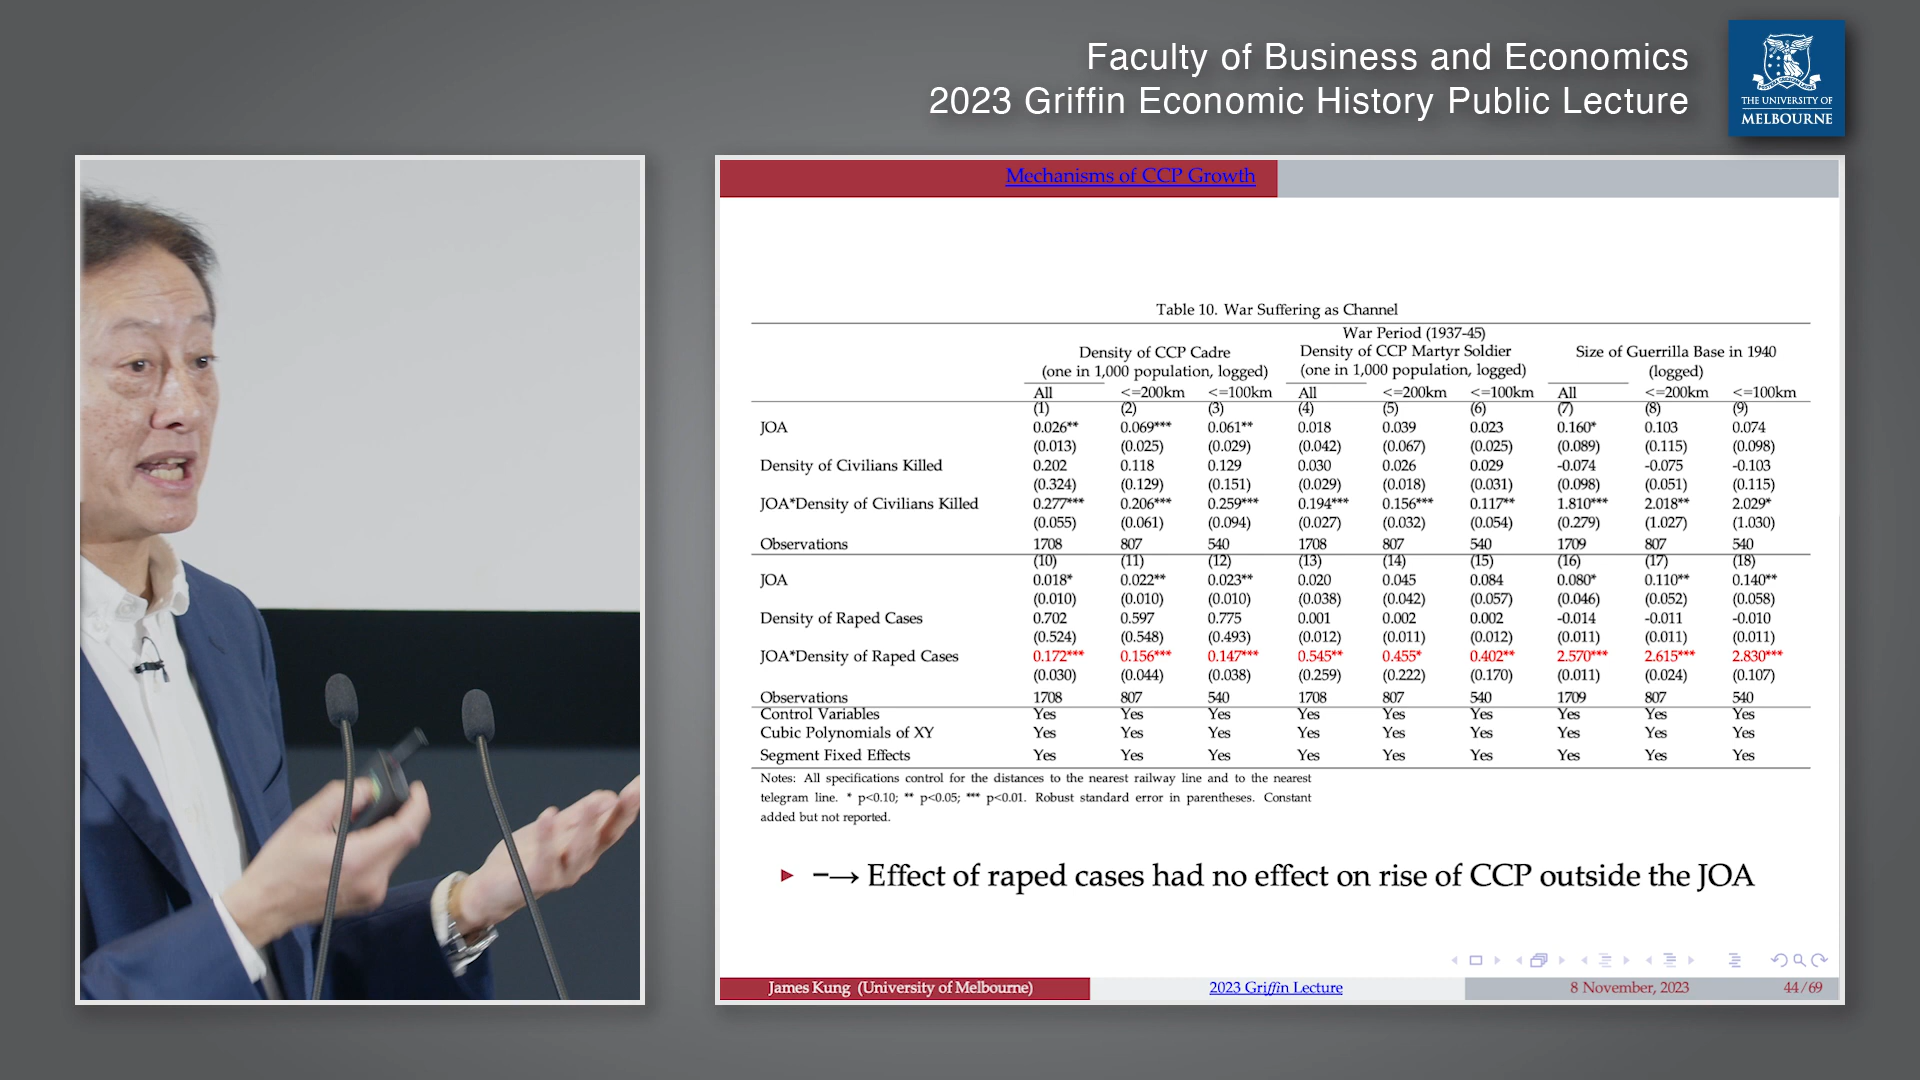 Faculty of Business and Economics
2023 Griffin Economic History Public Lecture
THE UNIVERSITY OF
MELBOURNE
Mechanisms of CCP Growth
Table 10. War Suffering as Channel
War Period (1937-45)
Density of CCP Cadre Density of CCP Martyr Soldier Size of Guerrilla Base in 1940
(one in 1,000 population, logged) (one in 1,000 population, logged) (logged)
All <=200km <=100km All <=200km <=100km All <=200km <=100km
(1) (2) (3) (4) (5) (6) (7) (8) (9)
JOA 0.026** 0.069*** 0.061** 0.018 0.039 0.023 0.160* 0.103 0.074
(0.013) (0.025) (0.029) (0.042) (0.067) (0.025) (0.089) (0.115) (0.098)
Density of Civilians Killed 0.202 0.118 0.129 0.030 0.026 0.029 -0.074 -0.075 -0.103
(0.324) (0.129) (0.151) (0.029) (0.018) (0.031) (0.098) (0.051) (0.115)
JOA*Density of Civilians Killed 0.277*** 0.206*** 0.259*** 0.194*** 0.156*** 0.117** 1.810*** 2.018** 2.029*
(0.055) (0.061) (0.094) (0.027) (0.032) (0.054) (0.279) (1.027) (1.030)
Observations 1708 807 540 1708 807 540 1709 807 540
(10) (11) (12) (13) (14) (15) (16) (17) (18)
JOA 0.018* 0.022** 0.023** 0.020 0.045 0.084 0.080* 0.110** 0.140**
(0.010) (0.010) (0.010) (0.038) (0.042) (0.057) (0.046) (0.052) (0.058)
Density of Raped Cases 0.702 0.597 0.775 0.001 0.002 0.002 -0.014 -0.011 -0.010
(0.524) (0.548) (0.493) (0.012) (0.011) (0.012) (0.011) (0.011) (0.011)
JOA*Density of Raped Cases 0.172*** 0.156*** 0.147*** 0.545** 0.455* 0.402** 2.570*** 2.615*** 2.830***
(0.030) (0.044) (0.038) (0.259) (0.222) (0.170) (0.011) (0.024) (0.107)
Observations 1708 807 540 1708 807 540 1709 807 540
Control Variables Yes Yes Yes Yes Yes Yes Yes Yes Yes
Cubic Polynomials of XY Yes Yes Yes Yes Yes Yes Yes Yes Yes
Segment Fixed Effects Yes Yes Yes Yes Yes Yes Yes Yes Yes
Notes: All specifications control for the distances to the nearest railway line and to the nearest
telegram line. * p<0.10; ** p<0.05; *** p<0.01. Robust standard error in parentheses. Constant
added but not reported.
−→ Effect of raped cases had no effect on rise of CCP outside the JOA
James Kung (University of Melbourne) 2023 Griffin Lecture 8 November, 2023 44/69